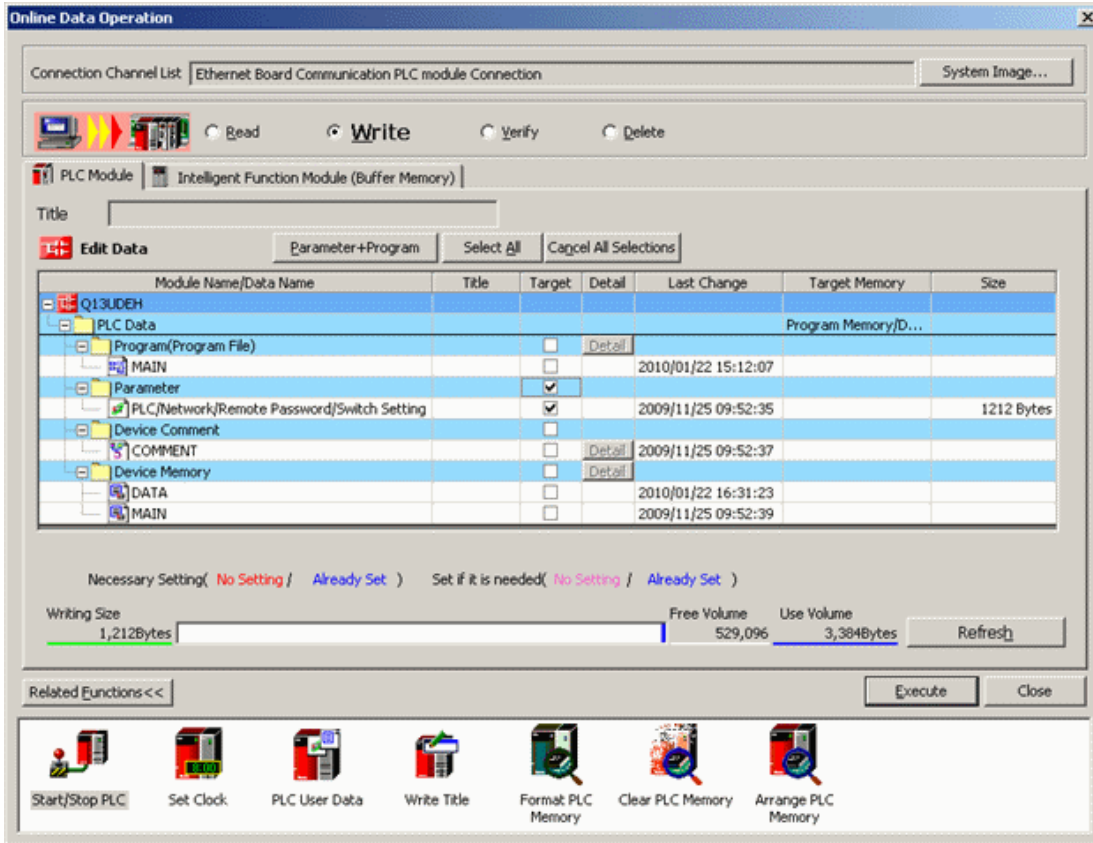 Online Data Operation
Connection Channel List Ethernet Board Communication PLC module Connection System Image...
Read Write Verify Delete
PLC Module Intelligent Function Module (Buffer Memory)
Title
Edit Data Parameter+Program Select All Cancel All Selections
Module Name/Data Name Title Target Detail Last Change Target Memory Size
Q13UDEH
PLC Data Program Memory/D...
Program(Program File) Detail
MAIN 2010/01/22 15:12:07
Parameter
PLC/Network/Remote Password/Switch Setting 2009/11/25 09:52:35 1212 Bytes
Device Comment
COMMENT Detail 2009/11/25 09:52:37
Device Memory Detail
DATA 2010/01/22 16:31:23
MAIN 2009/11/25 09:52:39
Necessary Setting( No Setting / Already Set ) Set if it is needed( No Setting / Already Set )
Writing Size Free Volume Use Volume
1,212Bytes 529,096 3,384Bytes Refresh
Related Functions<< Execute Close
Start/Stop PLC Set Clock PLC User Data Write Title Format PLC Clear PLC Memory Arrange PLC
Memory Memory